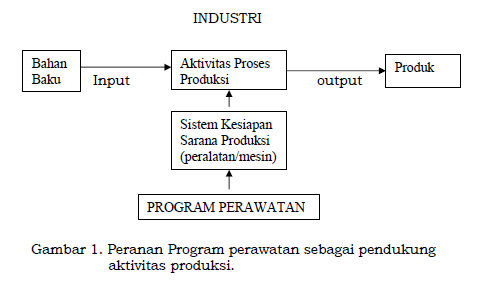 INDUSTRI
Bahan
Baku
Input
Aktivitas Proses
Produksi
output
Produk
Sistem Kesiapan
Sarana Produksi
(peralatan/mesin)
PROGRAM PERAWATAN
Gambar 1. Peranan Program perawatan sebagai pendukung
aktivitas produksi.